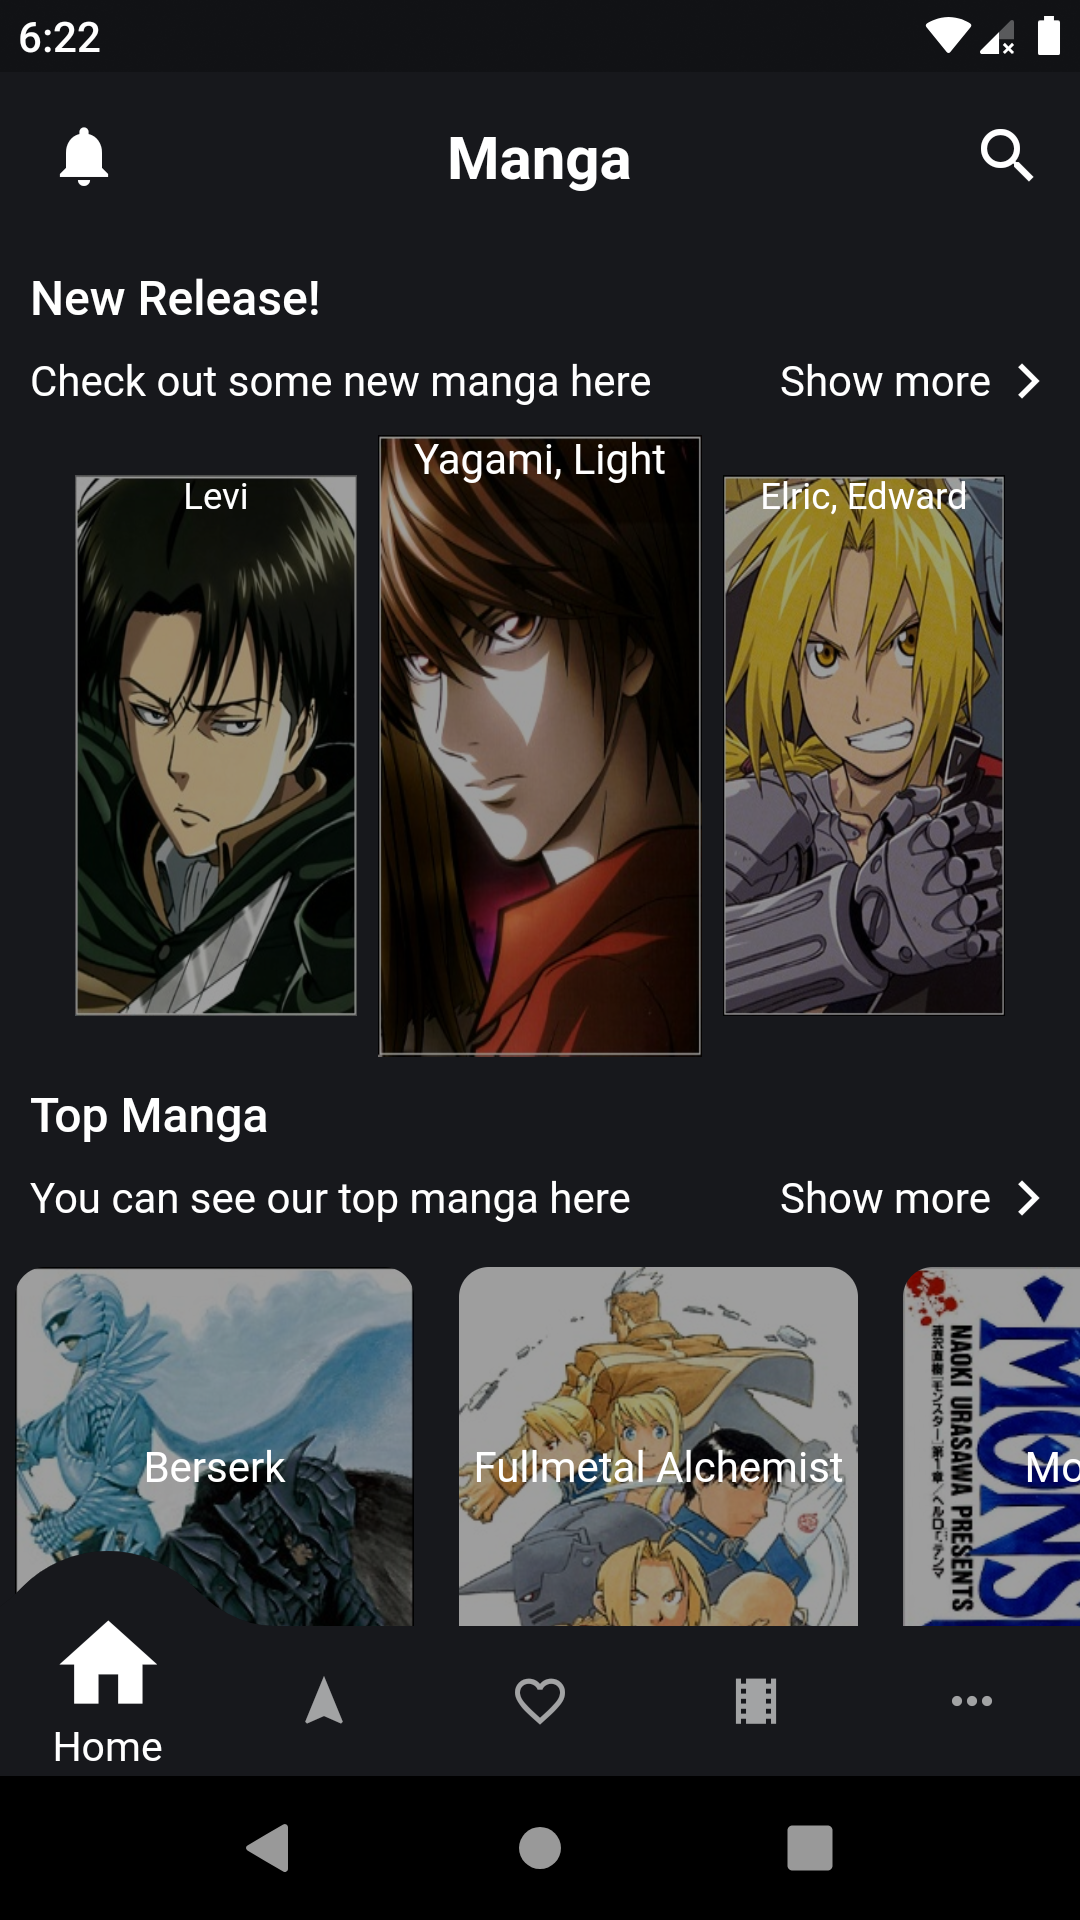 6:22
Manga
New Release!
Check out some new manga here
Show more
Levi
Yagami, Light
Elric, Edward
Top Manga
You can see our top manga here
Show more
Berserk
Fullmetal Alchemist
Mo
MONS
NAOKI URASAWA PRESENTS
Home